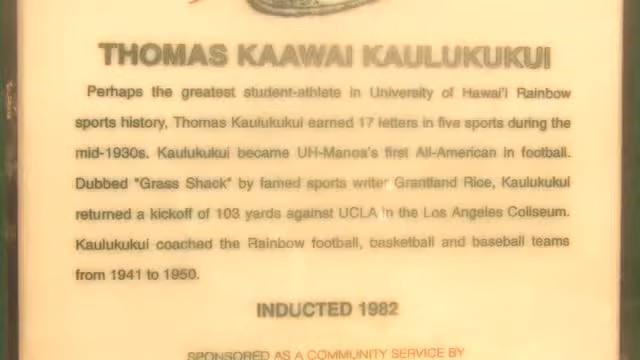 THOMAS KAAWAI KAULUKUKUI
Perhaps the greatest student-athlete in University of Hawai'i Rainbow
sports history, Thomas Kaulukukui earned 17 letters in five sports during the
mid-1930s. Kaulukukui became UH-Manoa's first All-American in football.
Dubbed "Grass Shack" by famed sports writer Grantland Rice, Kaulukukui
returned a kickoff of 103 yards against UCLA in the Los Angeles Coliseum.
Kaulukukui coached the Rainbow football, basketball and baseball teams
from 1941 to 1950.
INDUCTED 1982
SPONSORED AS A COMMUNITY SERVICE BY